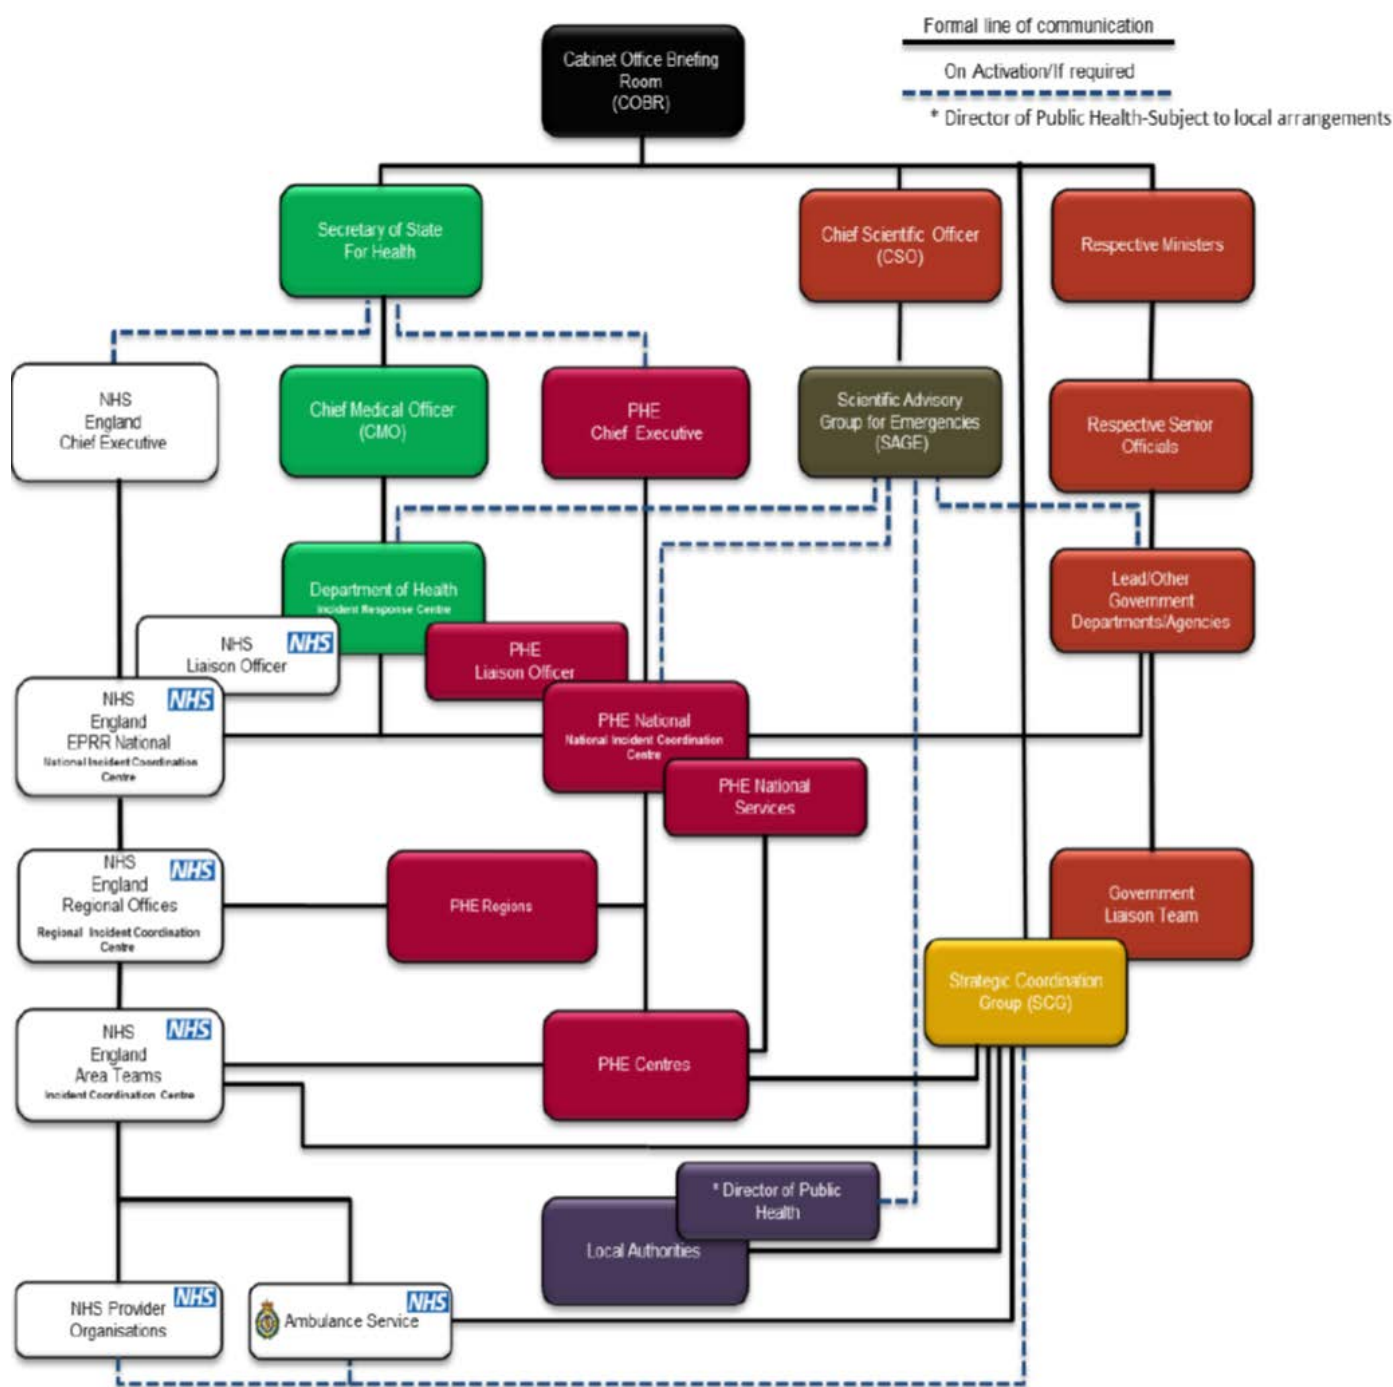 Formal line of communication
On Activation/If required
* Director of Public Health-Subject to local arrangements
Cabinet Office Briefing
Room
(COBR)
Secretary of State
For Health
Chief Scientific Officer
(CSO)
Respective Ministers
NHS
England
Chief Executive
Chief Medical Officer
(CMO)
PHE
Chief Executive
Scientific Advisory
Group for Emergencies
(SAGE)
Respective Senior
Officials
Department of Health
Incident Response Centre
Lead/Other
Government
Departments/Agencies
NHS
Liaison Officer
NHS
PHE
Liaison Officer
NHS
England
EPRR National
National Incident Coordination
Centre
NHS
PHE National
National Incident Coordination
Centre
PHE National
Services
NHS
England
Regional Offices
Regional Incident Coordination
Centre
NHS
PHE Regions
Government
Liaison Team
Strategic Coordination
Group (SCG)
NHS
England
Area Teams
Incident Coordination Centre
NHS
PHE Centres
* Director of Public
Health
Local Authorities
NHS Provider
Organisations
NHS
Ambulance Service
NHS